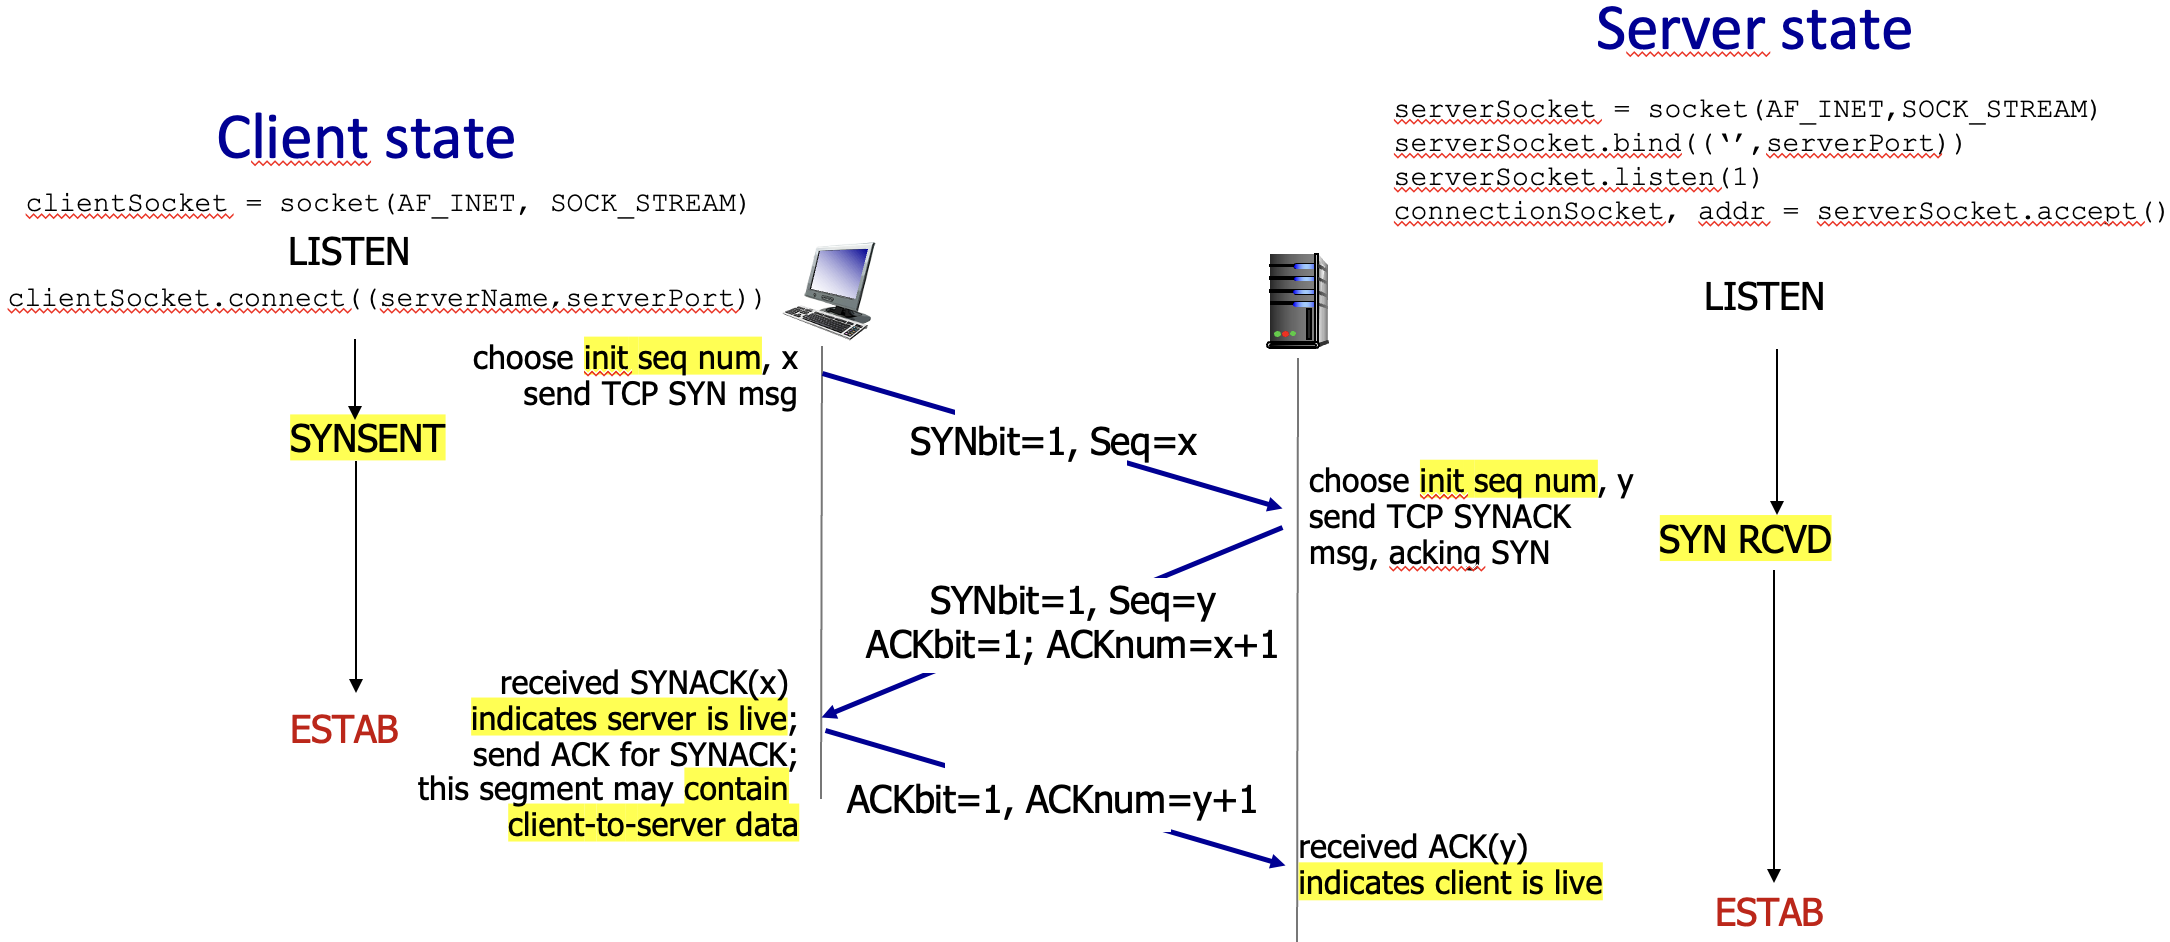 Server state
serverSocket = socket(AF_INET,SOCK_STREAM)
serverSocket.bind((‘’,serverPort))
serverSocket.listen(1)
connectionSocket, addr = serverSocket.accept()
Client state
clientSocket = socket(AF_INET, SOCK_STREAM)
LISTEN
clientSocket.connect((serverName,serverPort))
LISTEN
choose init seq num, x
send TCP SYN msg
SYNSENT
SYNbit=1, Seq=x
choose init seq num, y
send TCP SYNACK
msg, acking SYN
SYN RCVD
SYNbit=1, Seq=y
ACKbit=1; ACKnum=x+1
received SYNACK(x)
indicates server is live;
send ACK for SYNACK;
this segment may contain
client-to-server data
ESTAB
ACKbit=1, ACKnum=y+1
received ACK(y)
indicates client is live
ESTAB